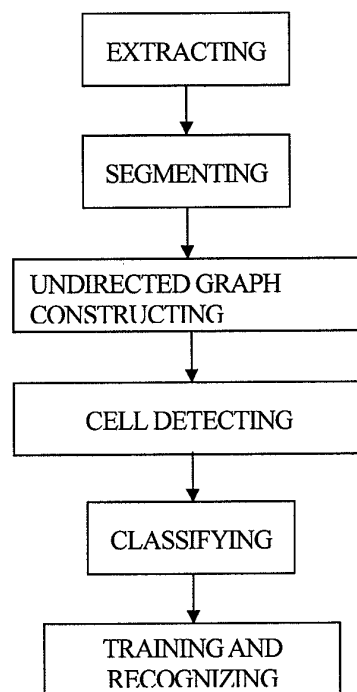 EXTRACTING
SEGMENTING
UNDIRECTED GRAPH
CONSTRUCTING
CELL DETECTING
CLASSIFYING
TRAINING AND
RECOGNIZING